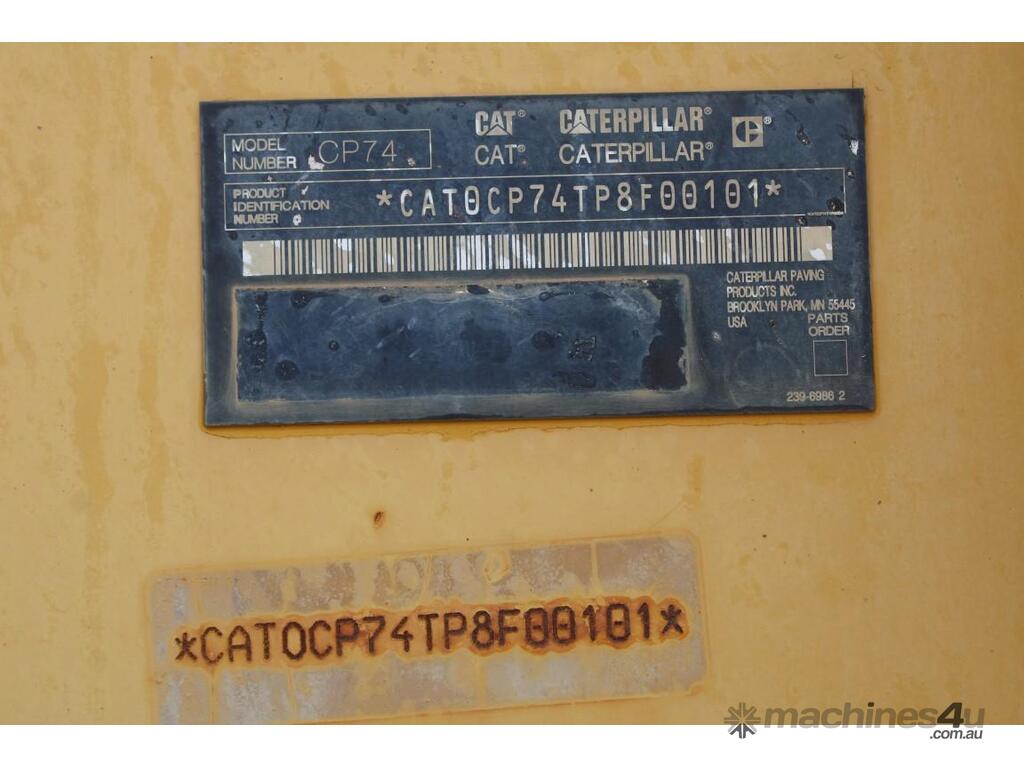 CAT® CATERPILLAR®
CAT® CATERPILLAR®
MODEL
NUMBER CP74
PRODUCT
IDENTIFICATION
NUMBER
*CAT0CP74TP8F00101*
CATERPILLAR PAVING
PRODUCTS INC.
BROOKLYN PARK, MN 55445
USA
PARTS
ORDER
239-6986 2
*CAT0CP74TP8F00101*
machines4u
.com.au